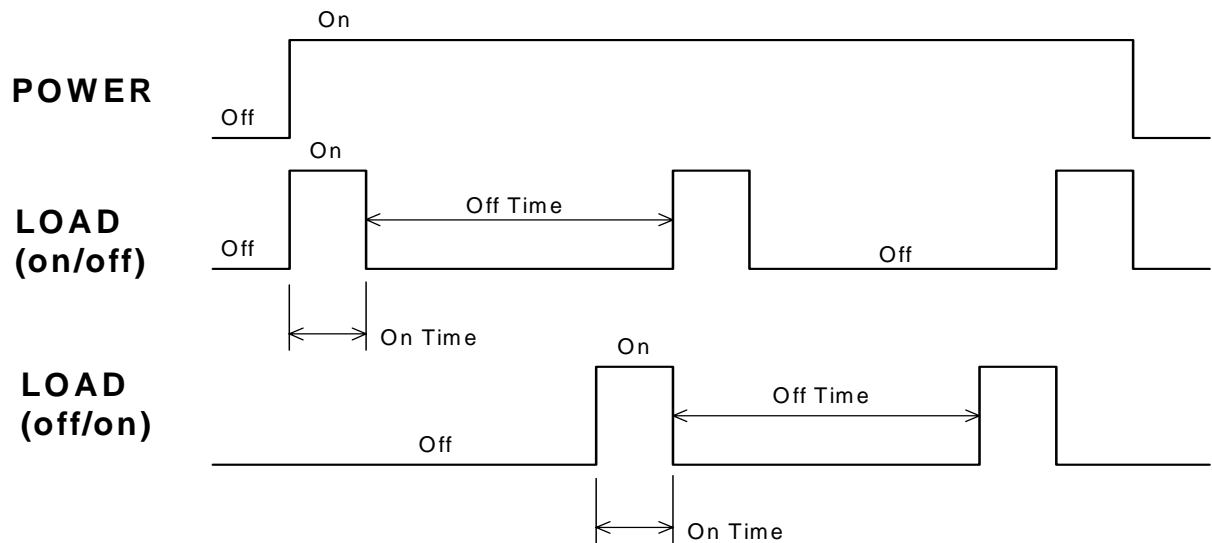 On
POWER
Off
On
Off Time
LOAD
(on/off)
Off
Off
On Time
On
LOAD
(off/on)
Off Time
Off
On Time